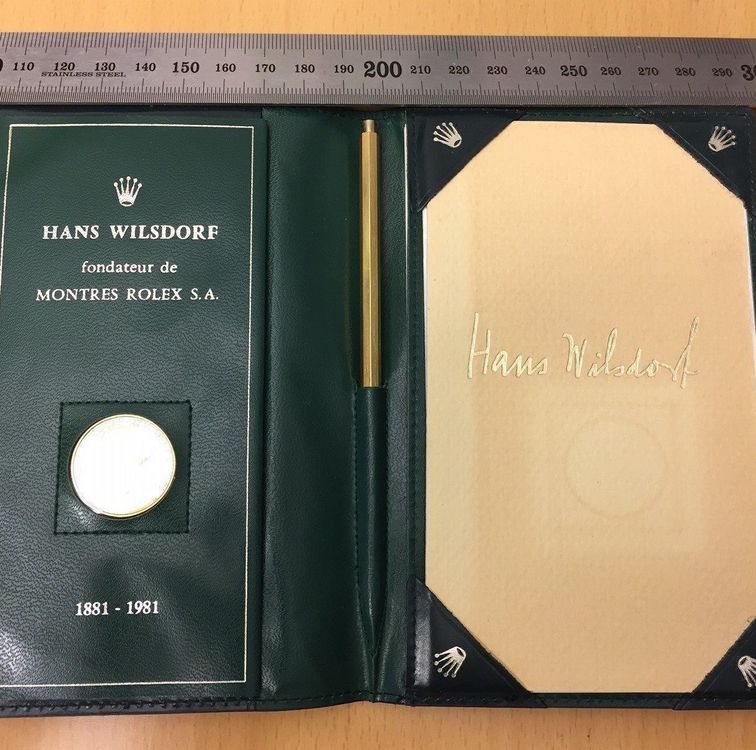 110 120 130 140 150 160 170 180 190 200 210 220 230 240 250 260 270 280 290
STAINLESS STEEL
HANS WILSDORF
fondateur de
MONTRES ROLEX S.A.
1881 - 1981
Hans Wilsdorf